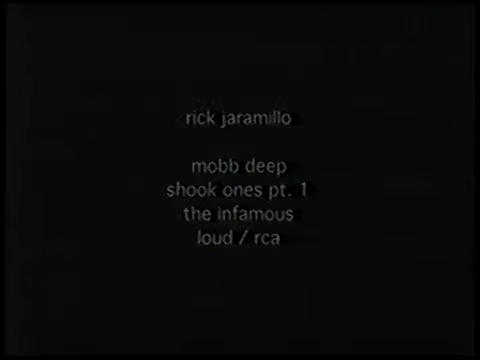 rick jaramillo
mobb deep
shook ones pt. 1
the infamous
loud / rca